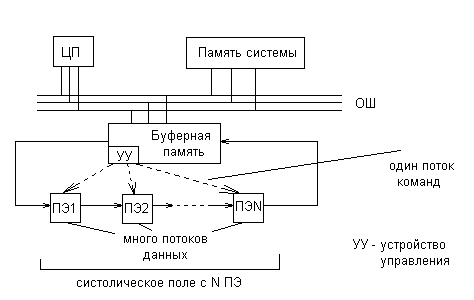 ЦП
Память системы
ОШ
Буферная
память
УУ
один поток
команд
ПЭ1
ПЭ2
ПЭN
много потоков
данных
УУ - устройство
управления
систолическое поле с N ПЭ